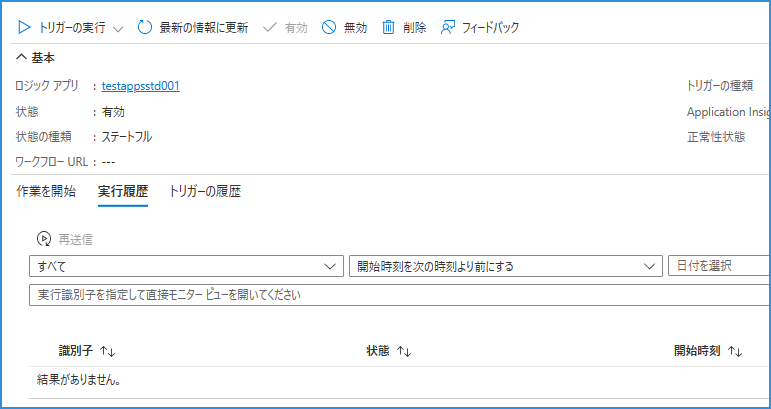 トリガーの実行 最新の情報に更新 有効 無効 削除 フィードバック
基本
ロジック アプリ : testappsstd001 トリガーの種類
状態 : 有効 Application Insig
状態の種類 : ステートフル 正常性状態
ワークフロー URL : ---
作業を開始 実行履歴 トリガーの履歴
再送信
すべて 開始時刻を次の時刻より前にする 日付を選択
実行識別子を指定して直接モニター ビューを開いてください
識別子 ↑↓ 状態 ↑↓ 開始時刻 ↑↓
結果がありません。